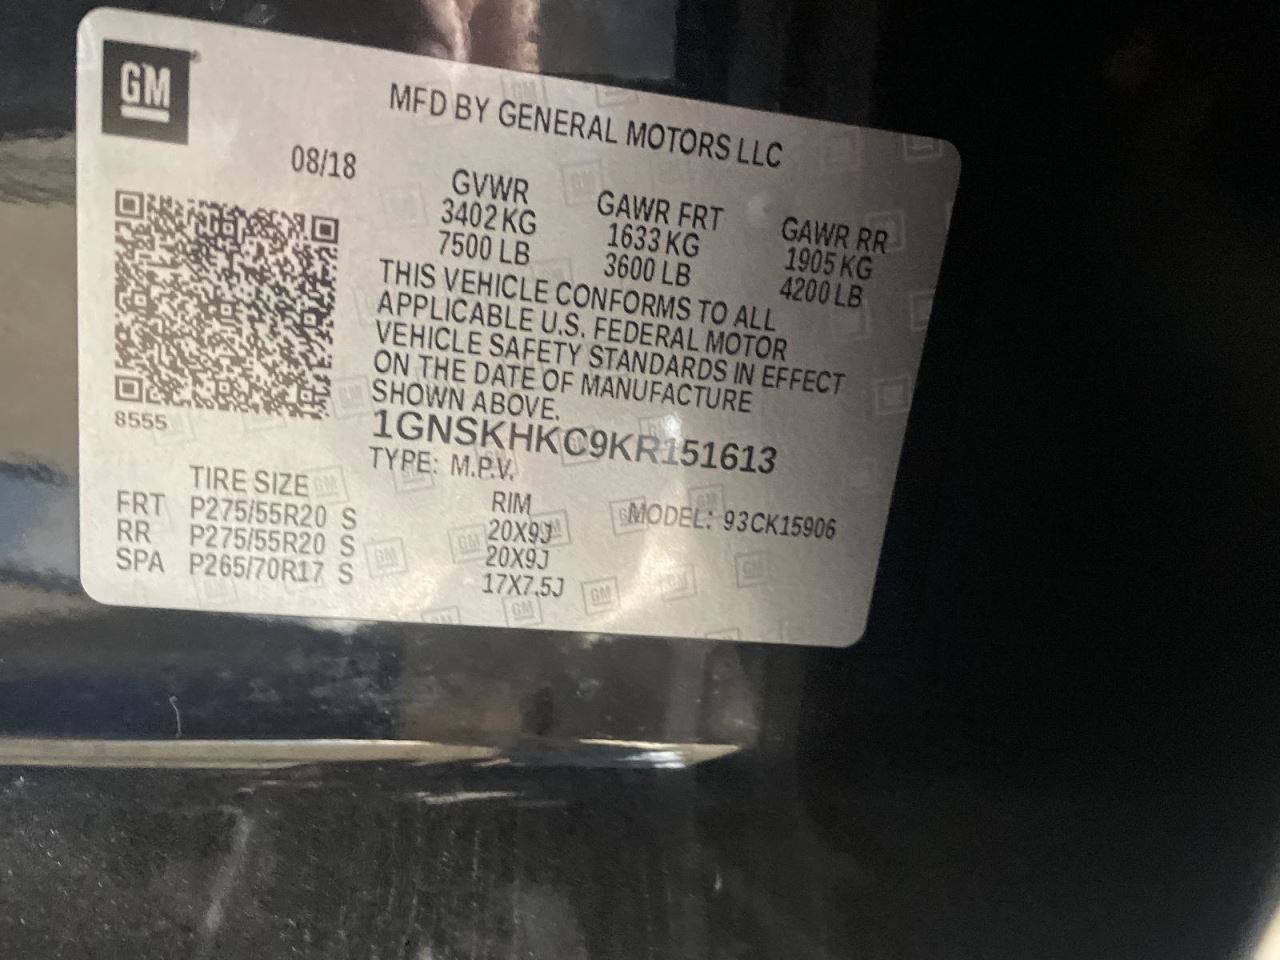 GM
MFD BY GENERAL MOTORS LLC
08/18
GVWR GAWR FRT GAWR RR
3402 KG 1633 KG 1905 KG
7500 LB 3600 LB 4200 LB
THIS VEHICLE CONFORMS TO ALL
APPLICABLE U.S. FEDERAL MOTOR
VEHICLE SAFETY STANDARDS IN EFFECT
ON THE DATE OF MANUFACTURE
SHOWN ABOVE.
8555
1GNSKHKC9KR151613
TYPE: M.P.V.
MODEL: 93CK15906
TIRE SIZE RIM
FRT P275/55R20 S 20X9J
RR P275/55R20 S 20X9J
SPA P265/70R17 S 17X7.5J